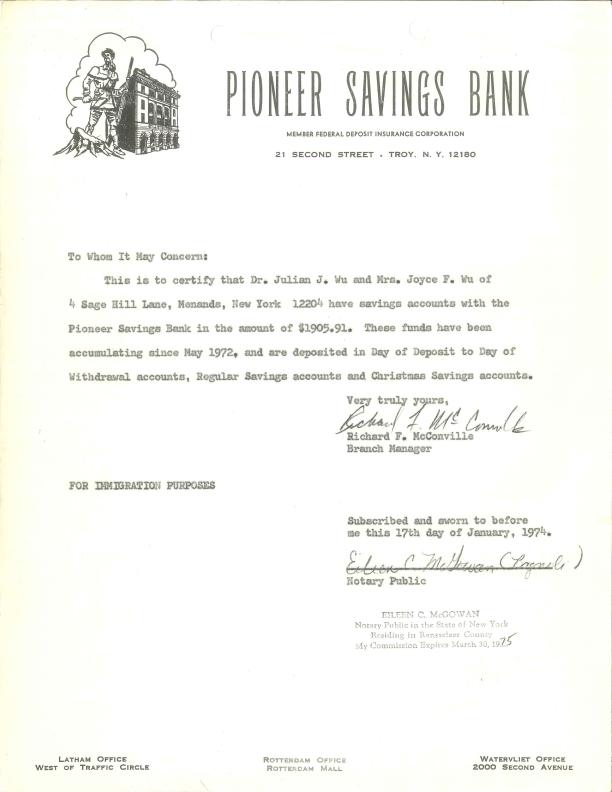 PIONEER SAVINGS BANK
MEMBER FEDERAL DEPOSIT INSURANCE CORPORATION
21 SECOND STREET • TROY, N. Y. 12180
To Whom It May Concern:
This is to certify that Dr. Julian J. Wu and Mrs. Joyce F. Wu of
4 Sage Hill Lane, Menands, New York 12204 have savings accounts with the
Pioneer Savings Bank in the amount of $1905.91. These funds have been
accumulating since May 1972, and are deposited in Day of Deposit to Day of
Withdrawal accounts, Regular Savings accounts and Christmas Savings accounts.
Very truly yours,
Richard F. McConville
Richard F. McConville
Branch Manager
FOR IMMIGRATION PURPOSES
Subscribed and sworn to before
me this 17th day of January, 1974.
Eileen C. McGowan
Notary Public
EILEEN C. McGOWAN
Notary Public in the State of New York
Residing in Rensselaer County
My Commission Expires March 30, 1975
LATHAM OFFICE
WEST OF TRAFFIC CIRCLE
ROTTERDAM OFFICE
ROTTERDAM MALL
WATERVLIET OFFICE
2000 SECOND AVENUE